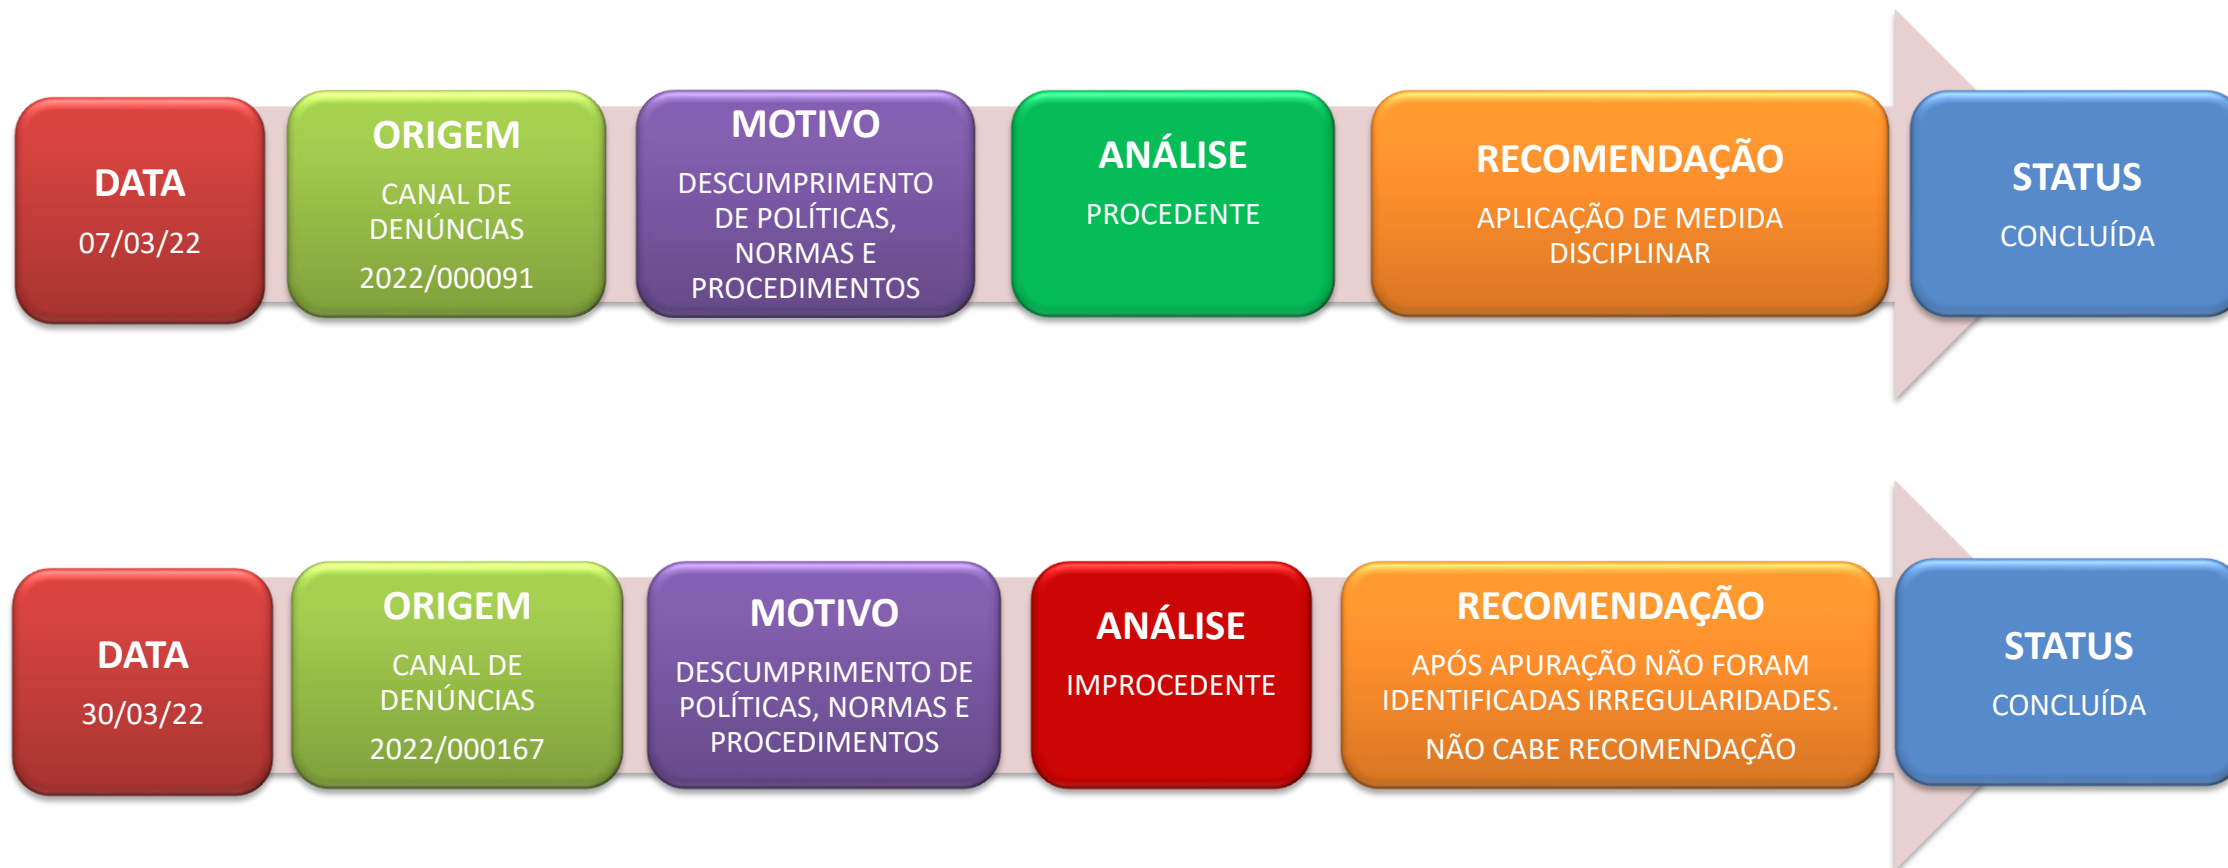 DATA
07/03/22
ORIGEM
CANAL DE
DENÚNCIAS
2022/000091
MOTIVO
DESCUMPRIMENTO
DE POLÍTICAS,
NORMAS E
PROCEDIMENTOS
ANÁLISE
PROCEDENTE
RECOMENDAÇÃO
APLICAÇÃO DE MEDIDA
DISCIPLINAR
STATUS
CONCLUÍDA
DATA
30/03/22
ORIGEM
CANAL DE
DENÚNCIAS
2022/000167
MOTIVO
DESCUMPRIMENTO DE
POLÍTICAS, NORMAS E
PROCEDIMENTOS
ANÁLISE
IMPROCEDENTE
RECOMENDAÇÃO
APÓS APURAÇÃO NÃO FORAM
IDENTIFICADAS IRREGULARIDADES.
NÃO CABE RECOMENDAÇÃO
STATUS
CONCLUÍDA